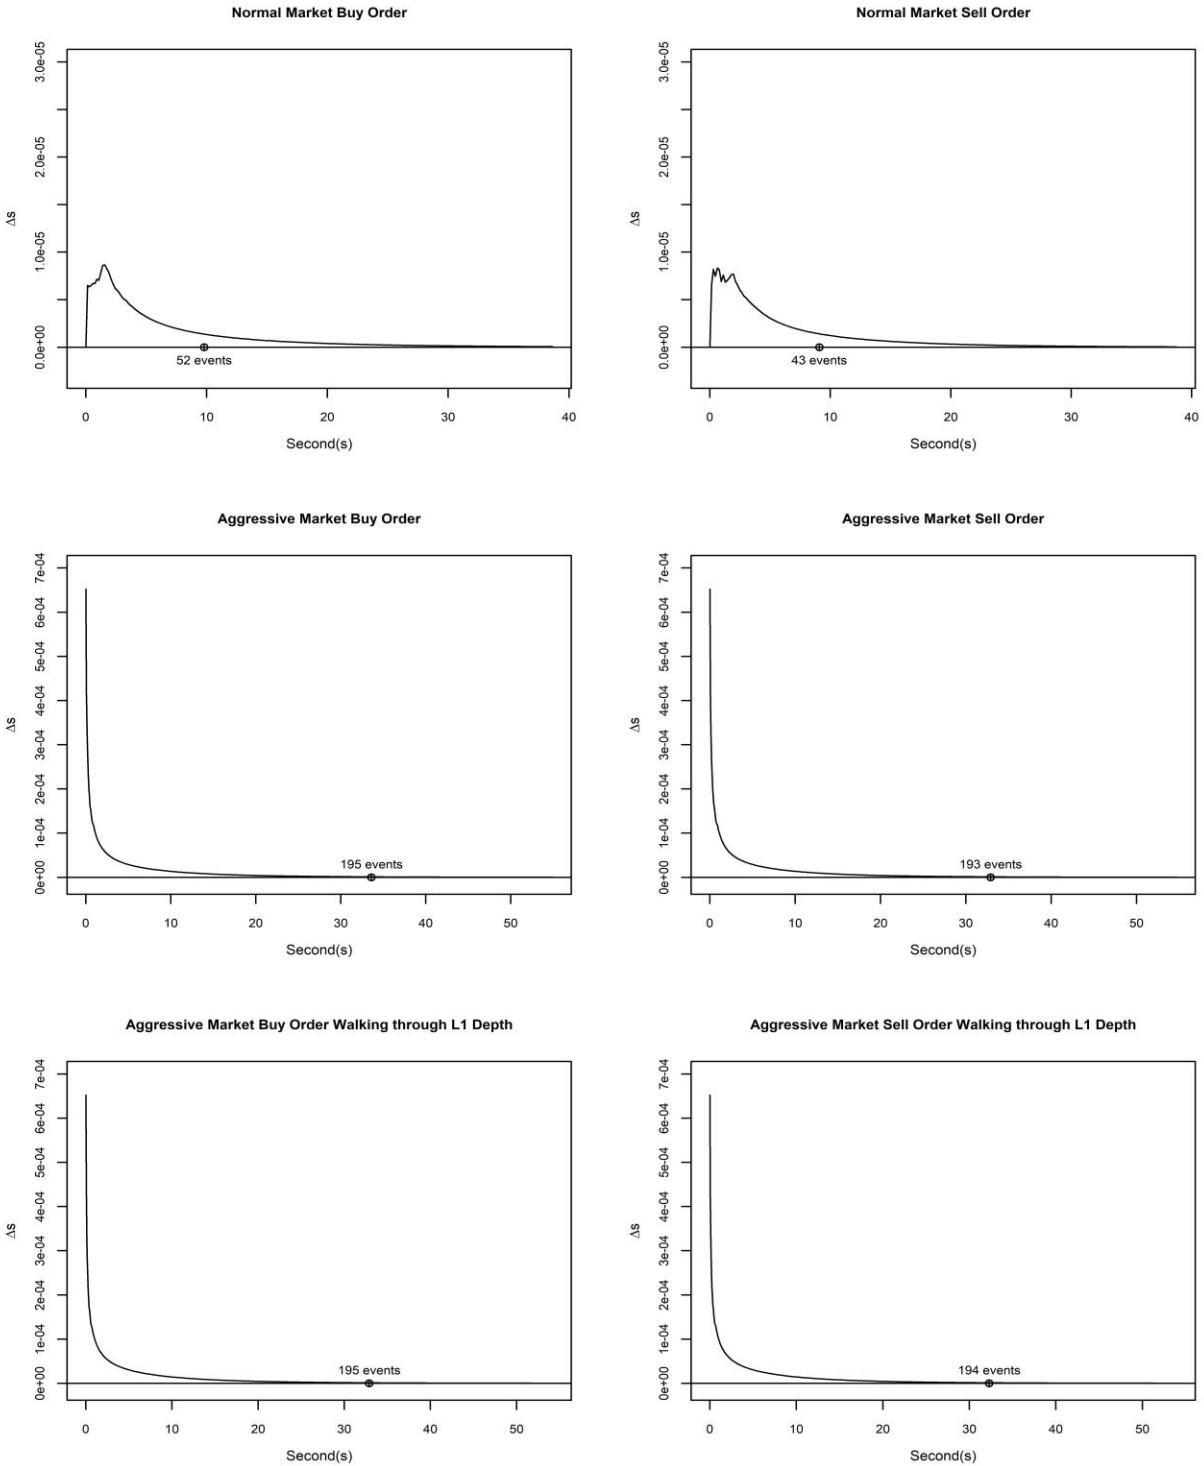 Normal Market Buy Order
Δs
3.0e-05
2.0e-05
1.0e-05
0.0e+00
52 events
0 10 20 30 40
Second(s)
Normal Market Sell Order
Δs
3.0e-05
2.0e-05
1.0e-05
0.0e+00
43 events
0 10 20 30 40
Second(s)
Aggressive Market Buy Order
Δs
7e-04
6e-04
5e-04
4e-04
3e-04
2e-04
1e-04
0e+00
195 events
0 10 20 30 40 50
Second(s)
Aggressive Market Sell Order
Δs
7e-04
6e-04
5e-04
4e-04
3e-04
2e-04
1e-04
0e+00
193 events
0 10 20 30 40 50
Second(s)
Aggressive Market Buy Order Walking through L1 Depth
Δs
7e-04
6e-04
5e-04
4e-04
3e-04
2e-04
1e-04
0e+00
195 events
0 10 20 30 40 50
Second(s)
Aggressive Market Sell Order Walking through L1 Depth
Δs
7e-04
6e-04
5e-04
4e-04
3e-04
2e-04
1e-04
0e+00
194 events
0 10 20 30 40 50
Second(s)